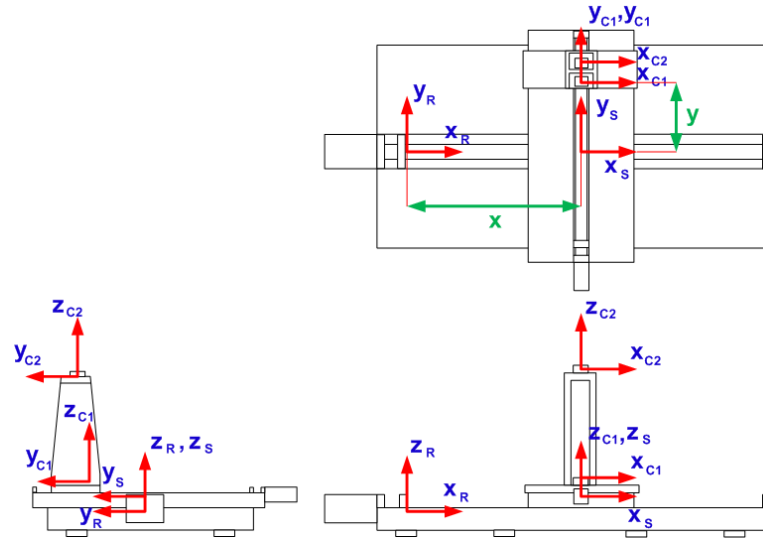 yC1,yC1
xC2
xC1
yR
yS
y
xR
xS
x
zC2
zC2
yC2
xC2
zC1
zR,zS
zC1,zS
zR
yC1
xC1
yS
xR
yR
xS